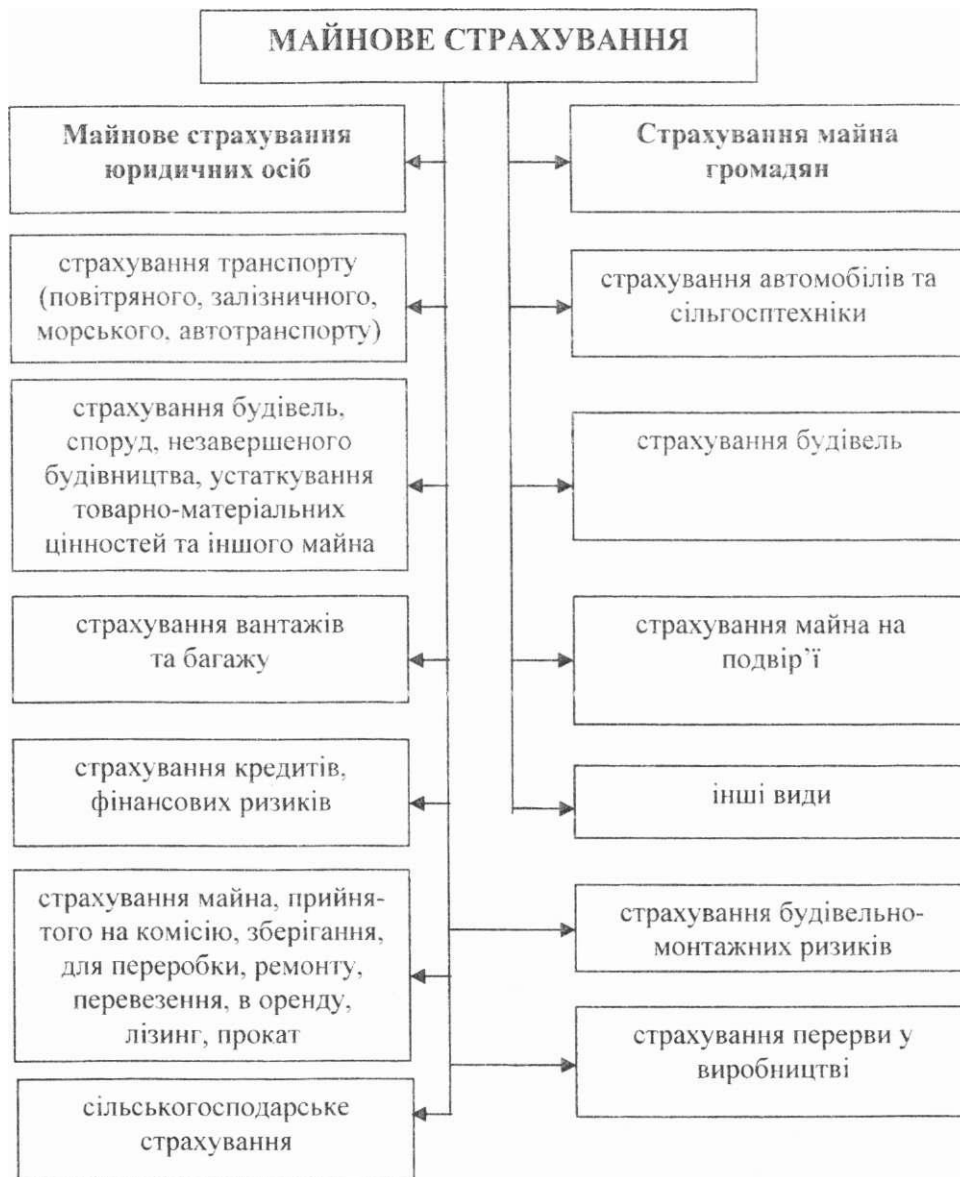 МАЙНОВЕ СТРАХУВАННЯ
Майнове страхування
юридичних осіб
страхування транспорту
(повітряного, залізничного,
морського, автотранспорту)
страхування будівель,
споруд, незавершеного
будівництва, устаткування
товарно-матеріальних
цінностей та іншого майна
страхування вантажів
та багажу
страхування кредитів,
фінансових ризиків
страхування майна, прийня-
того на комісію, зберігання,
для переробки, ремонту,
перевезення, в оренду,
лізинг, прокат
сільськогосподарське
страхування
Страхування майна
громадян
страхування автомобілів та
сільгосптехніки
страхування будівель
страхування майна на
подвір’ї
інші види
страхування будівельно-
монтажних ризиків
страхування перерви у
виробництві